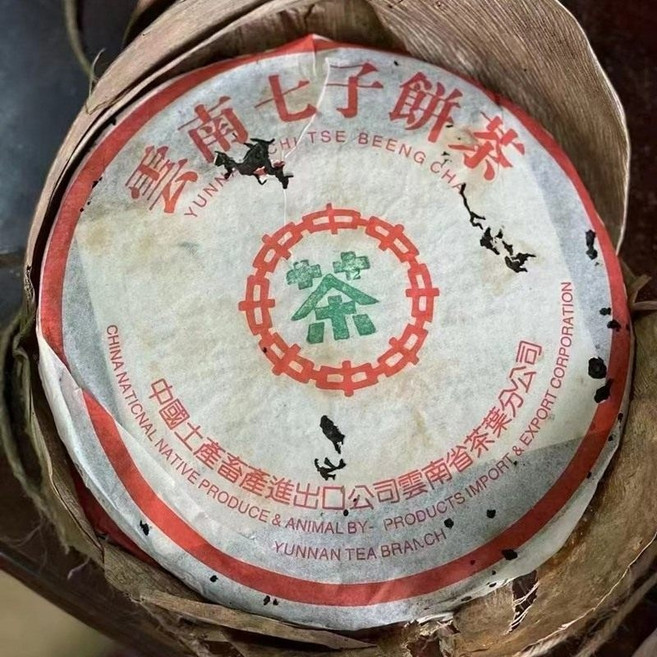 雲南七子餅茶
YUNN CHI TSE BEENG CHA
茶
中國土產畜產進出口公司雲南省茶葉分公司
CHINA NATIONAL NATIVE PRODUCE & ANIMAL BY- PRODUCTS IMPORT & EXPORT CORPORATION
YUNNAN TEA BRANCH